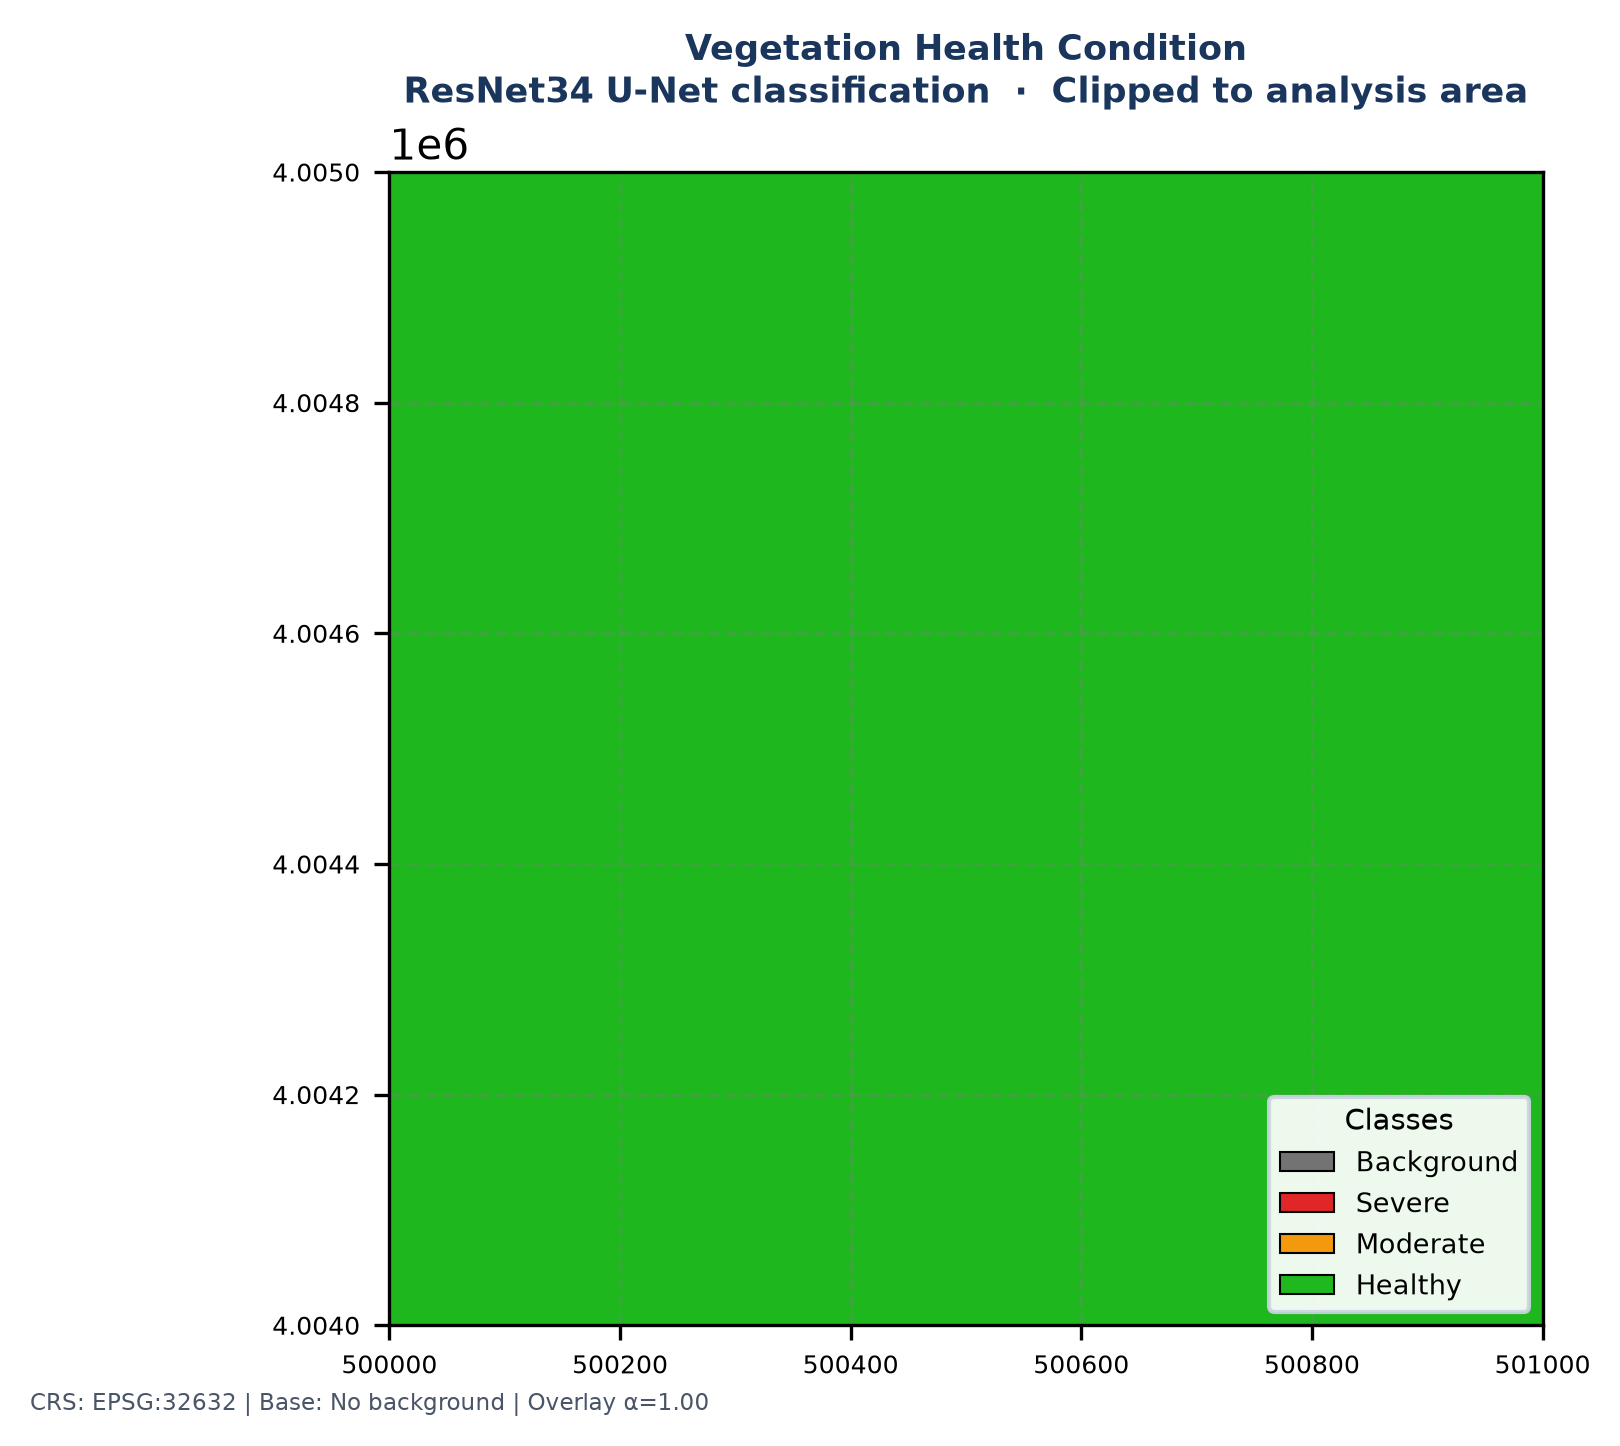 Vegetation Health Condition
ResNet34 U-Net classification · Clipped to analysis area
1e6
4.0050
4.0048
4.0046
4.0044
4.0042
4.0040
Classes
Background
Severe
Moderate
Healthy
500000 500200 500400 500600 500800 501000
CRS: EPSG:32632 | Base: No background | Overlay α=1.00